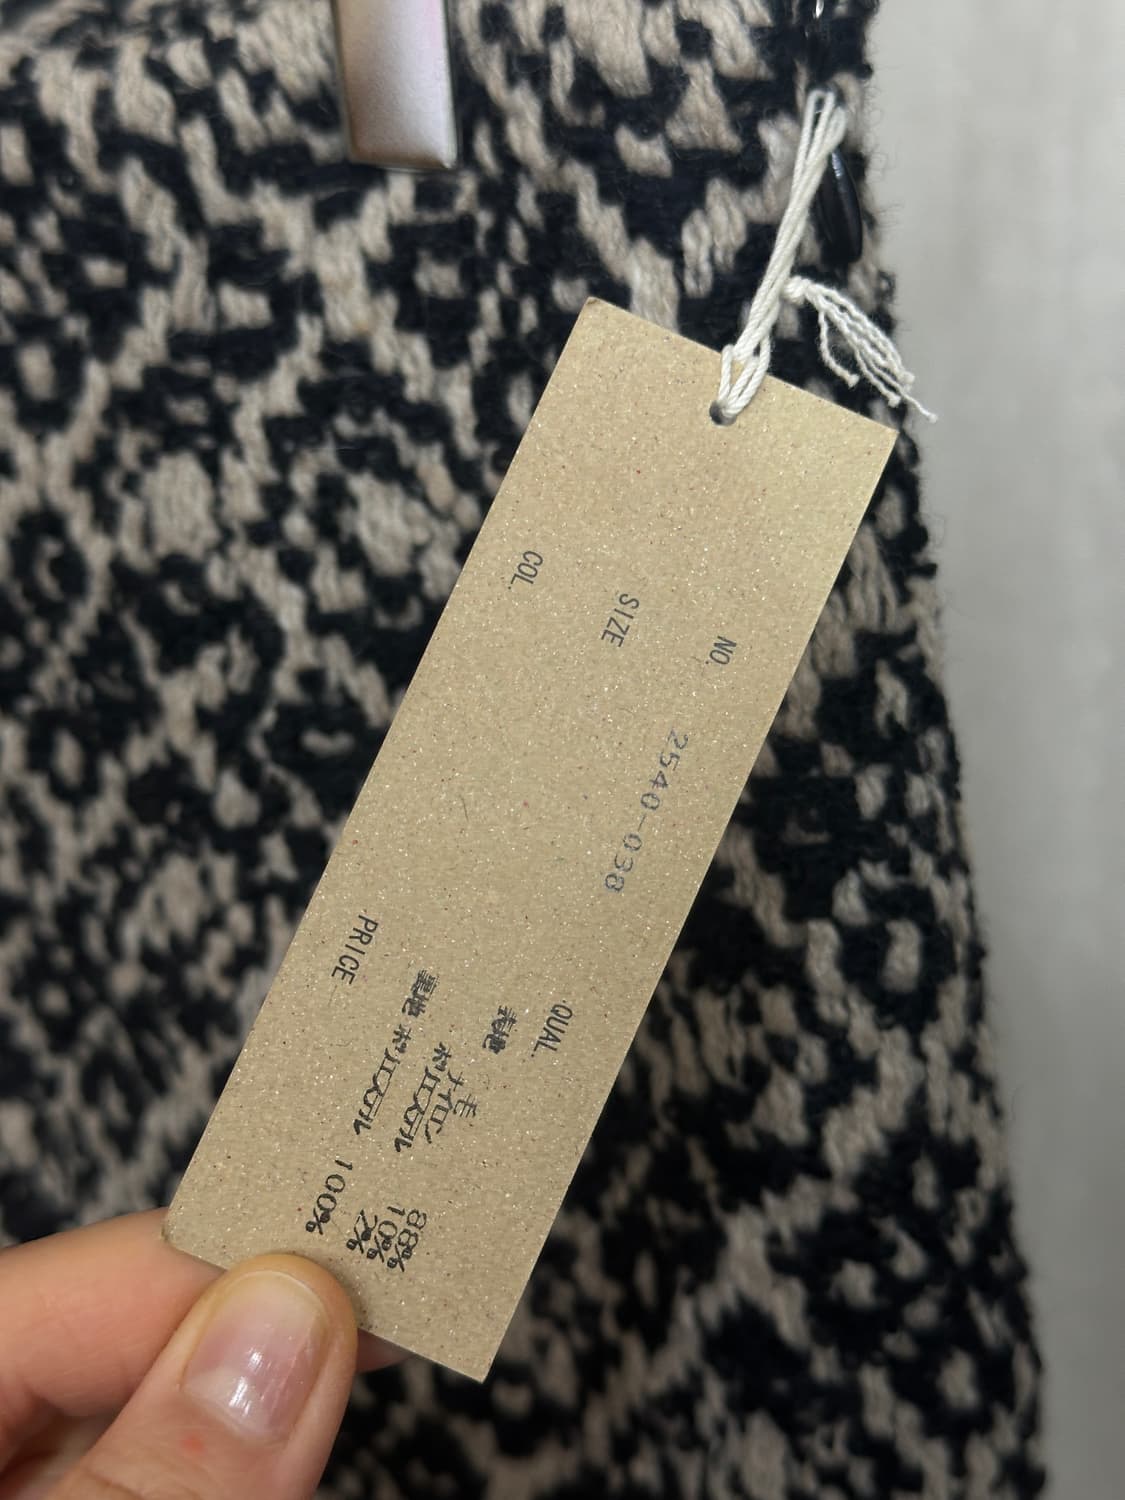 NO.
2540-038
SIZE
COL.
QUAL.
表地
毛 88%
ナイロン 10%
ポリエステル 2%
裏地 ポリエステル 100%
PRICE